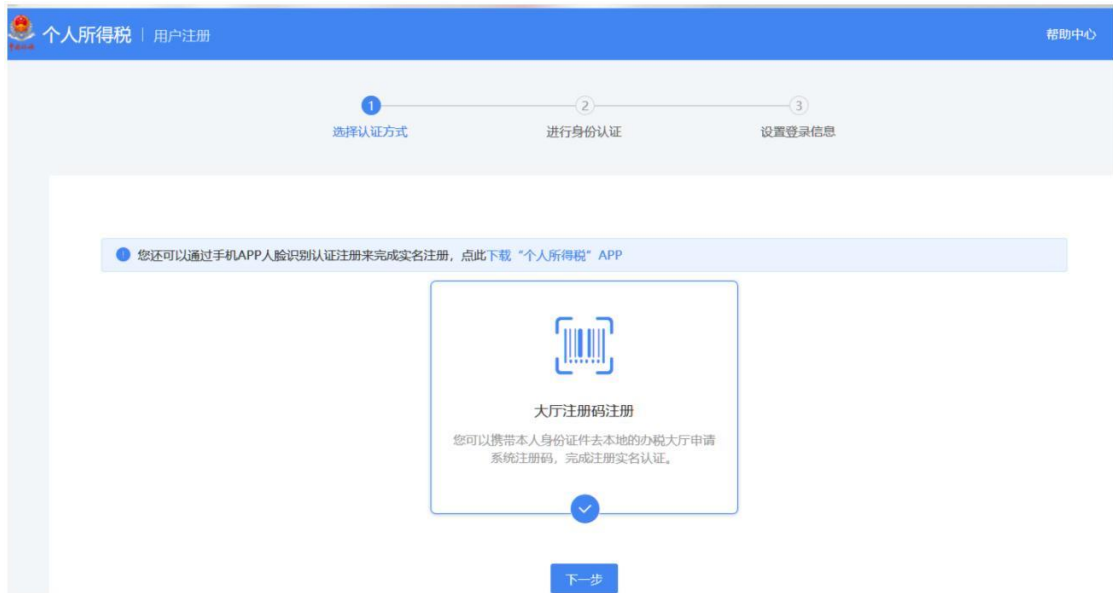 个人所得税 | 用户注册
帮助中心
1
2
3
选择认证方式
进行身份认证
设置登录信息
您还可以通过手机APP人脸识别认证注册来完成实名注册，点此下载“个人所得税”APP
大厅注册码注册
您可以携带本人身份证件去本地的办税大厅申请
系统注册码，完成注册实名认证。
下一步